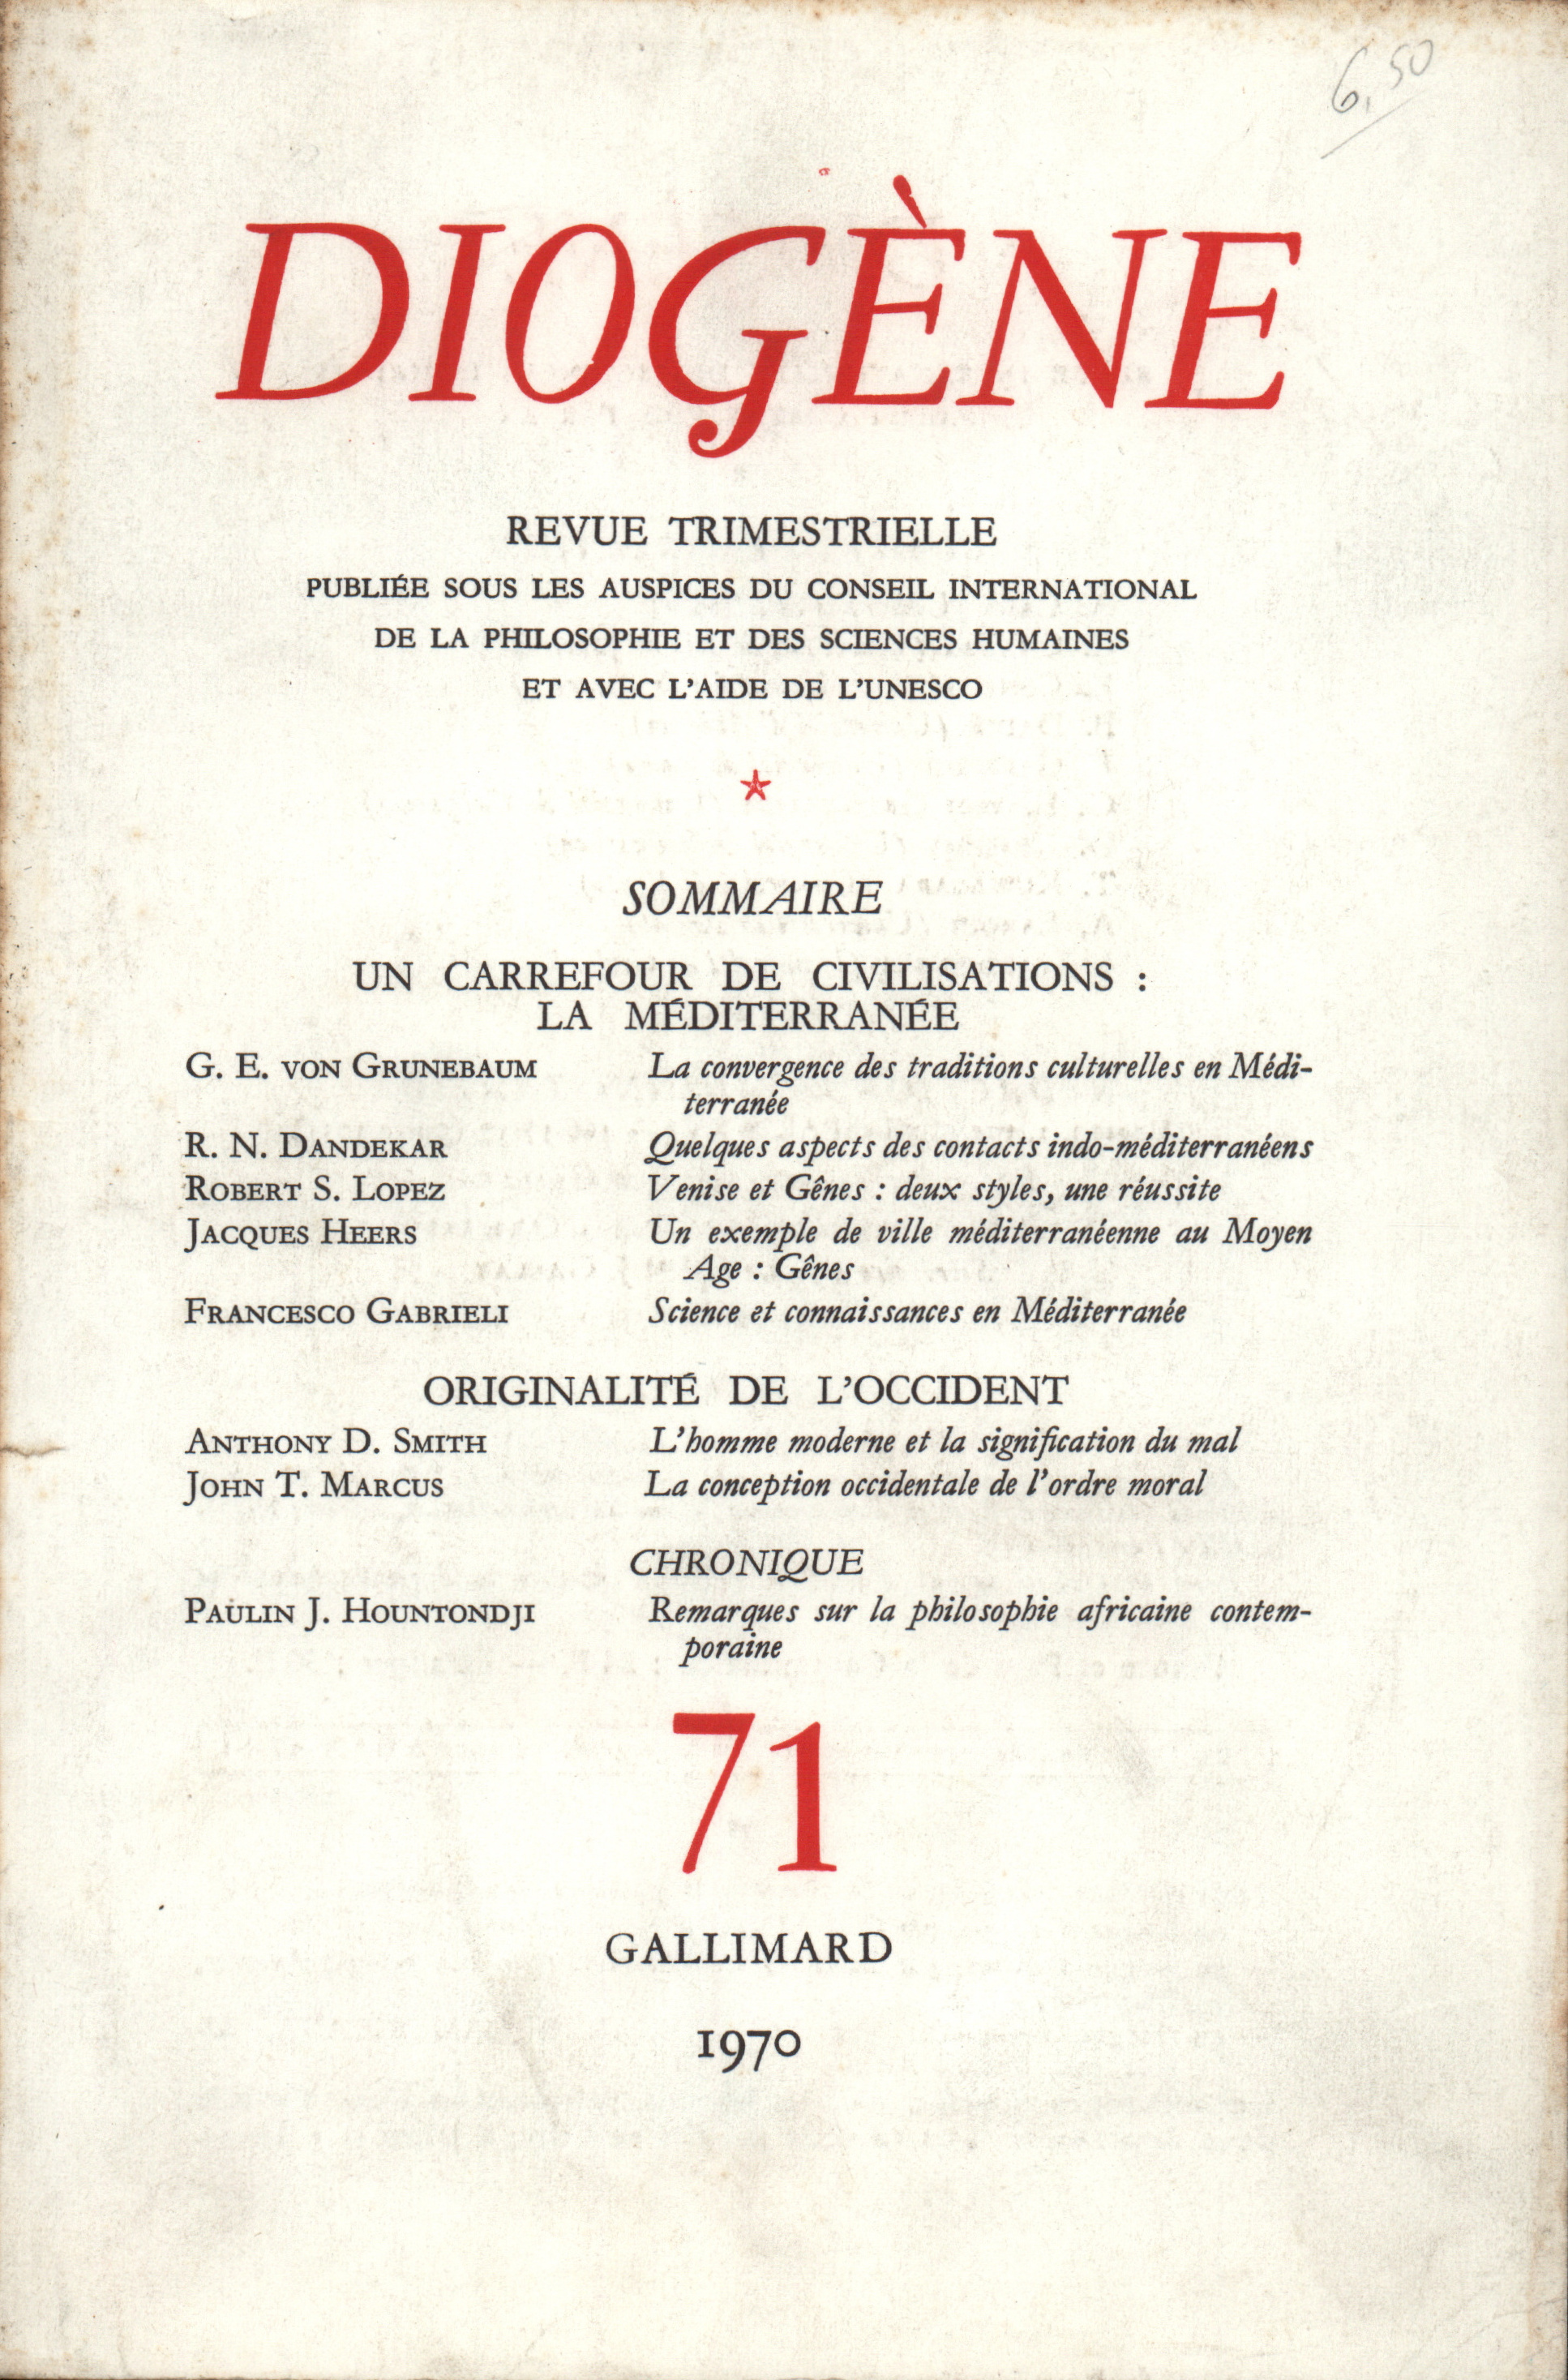 6,50
DIOGÈNE
REVUE TRIMESTRIELLE
PUBLIÉE SOUS LES AUSPICES DU CONSEIL INTERNATIONAL
DE LA PHILOSOPHIE ET DES SCIENCES HUMAINES
ET AVEC L'AIDE DE L'UNESCO
SOMMAIRE
UN CARREFOUR DE CIVILISATIONS :
LA MÉDITERRANÉE
G. E. VON GRUNEBAUM La convergence des traditions culturelles en Médi-
terranée
R. N. DANDEKAR Quelques aspects des contacts indo-méditerranéens
ROBERT S. LOPEZ Venise et Gênes : deux styles, une réussite
JACQUES HEERS Un exemple de ville méditerranéenne au Moyen
Age : Gênes
FRANCESCO GABRIELI Science et connaissances en Méditerranée
ORIGINALITÉ DE L'OCCIDENT
ANTHONY D. SMITH L'homme moderne et la signification du mal
JOHN T. MARCUS La conception occidentale de l'ordre moral
CHRONIQUE
PAULIN J. HOUNTONDJI Remarques sur la philosophie africaine contem-
poraine
71
GALLIMARD
1970